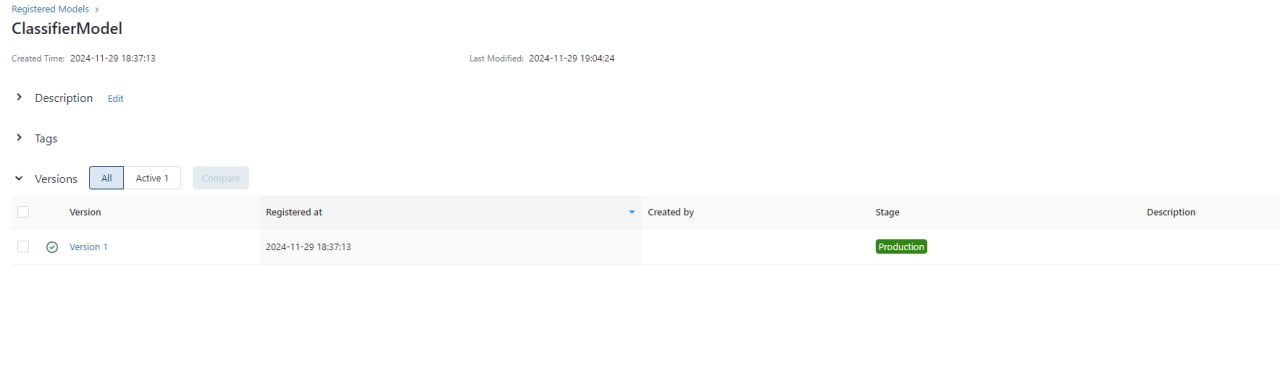 Registered Models >
ClassifierModel
Created Time: 2024-11-29 18:37:13 Last Modified: 2024-11-29 19:04:24
Description Edit
Tags
Versions All Active 1 Compare
Version Registered at Created by Stage Description
Version 1 2024-11-29 18:37:13 Production